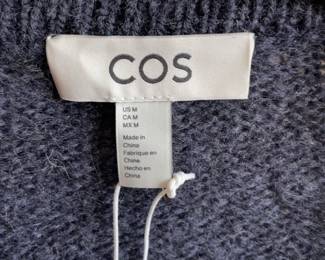 COS
US M
CA M
MX M
Made in
China
Fabriqué en
Chine
Hecho en
China